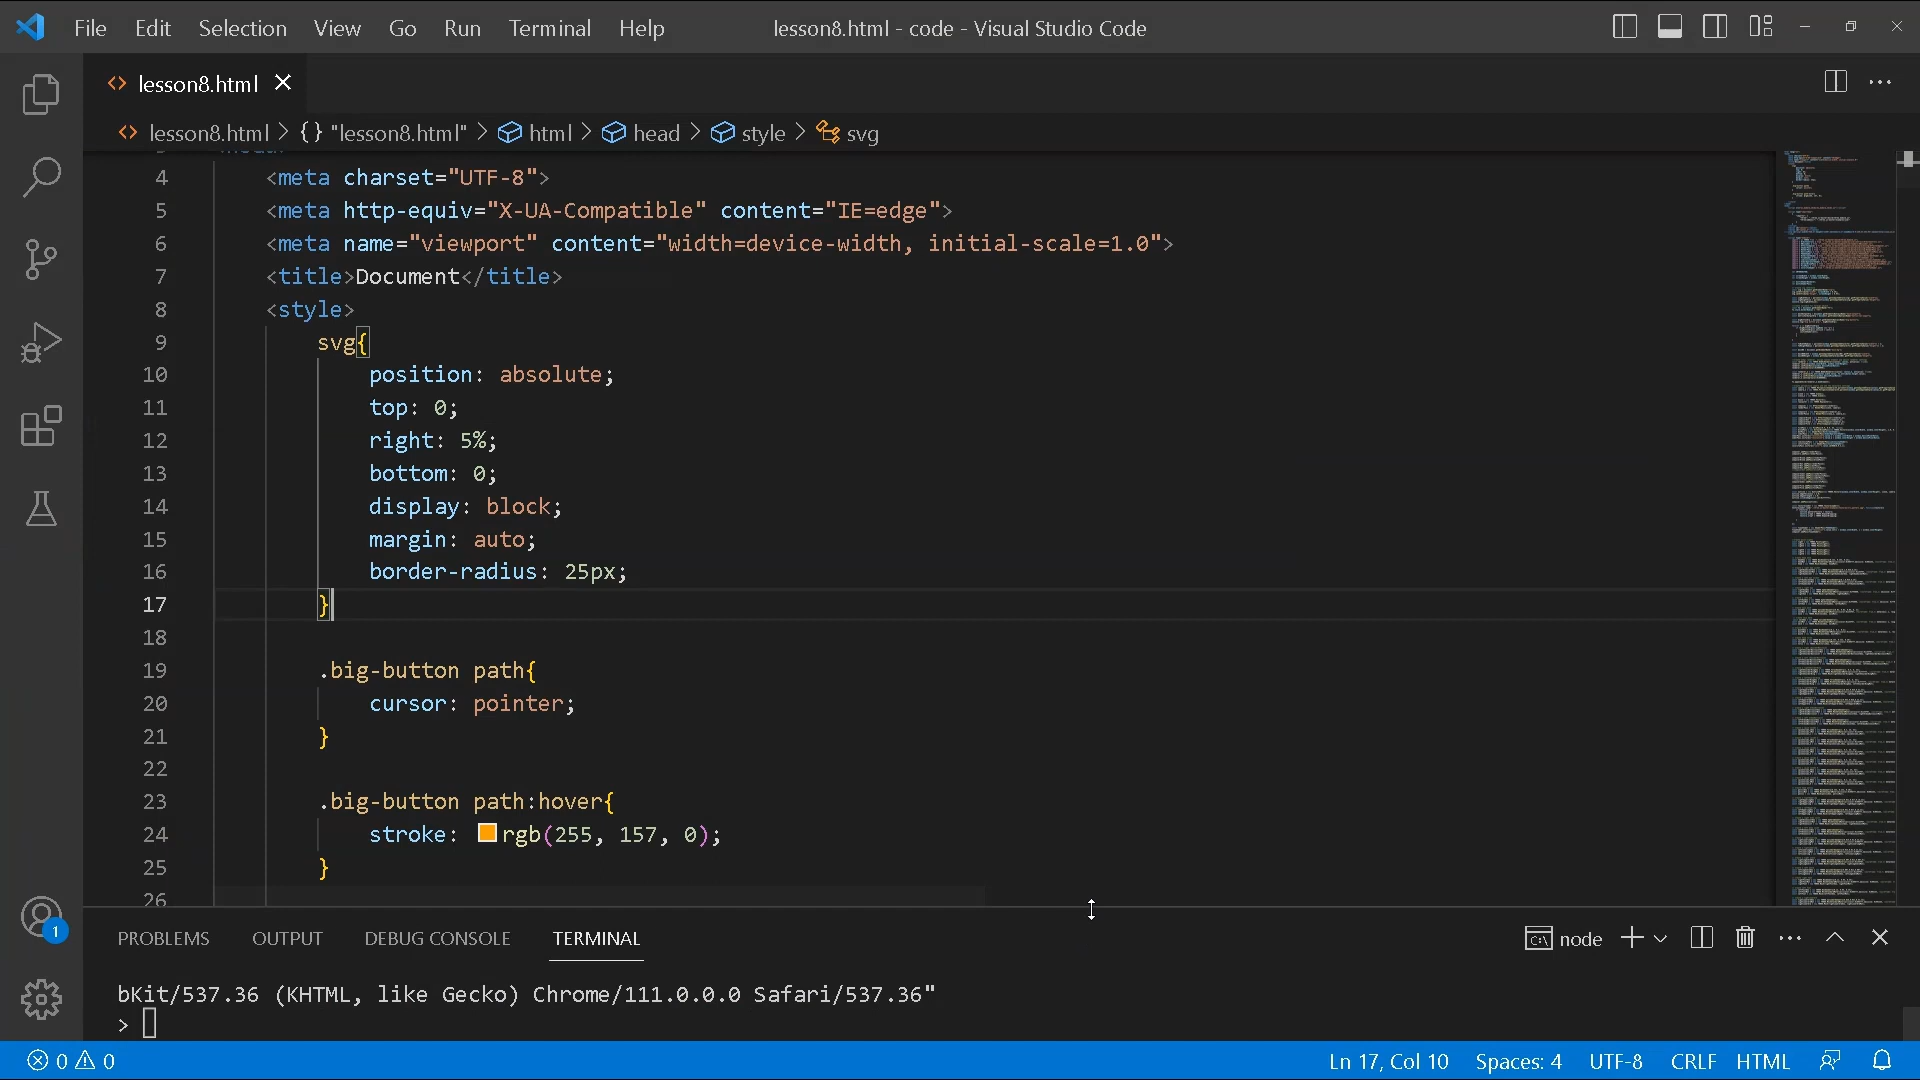 File Edit Selection View Go Run Terminal Help lesson8.html - code - Visual Studio Code
lesson8.html
lesson8.html > {} "lesson8.html" > html > head > style > svg
4 <meta charset="UTF-8">
5 <meta http-equiv="X-UA-Compatible" content="IE=edge">
6 <meta name="viewport" content="width=device-width, initial-scale=1.0">
7 <title>Document</title>
8 <style>
9 svg{
10 position: absolute;
11 top: 0;
12 right: 5%;
13 bottom: 0;
14 display: block;
15 margin: auto;
16 border-radius: 25px;
17 }
18
19 .big-button path{
20 cursor: pointer;
21 }
22
23 .big-button path:hover{
24 stroke: rgb(255, 157, 0);
25 }
26
1
PROBLEMS OUTPUT DEBUG CONSOLE TERMINAL node
bKit/537.36 (KHTML, like Gecko) Chrome/111.0.0.0 Safari/537.36"
>
0 0 Ln 17, Col 10 Spaces: 4 UTF-8 CRLF HTML